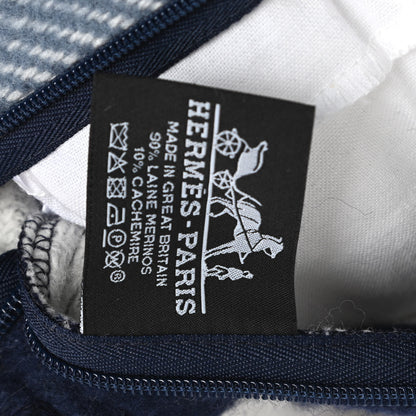 HERMÈS-PARIS
MADE IN GREAT BRITAIN
90% LAINE MERINOS
10% CACHEMIRE